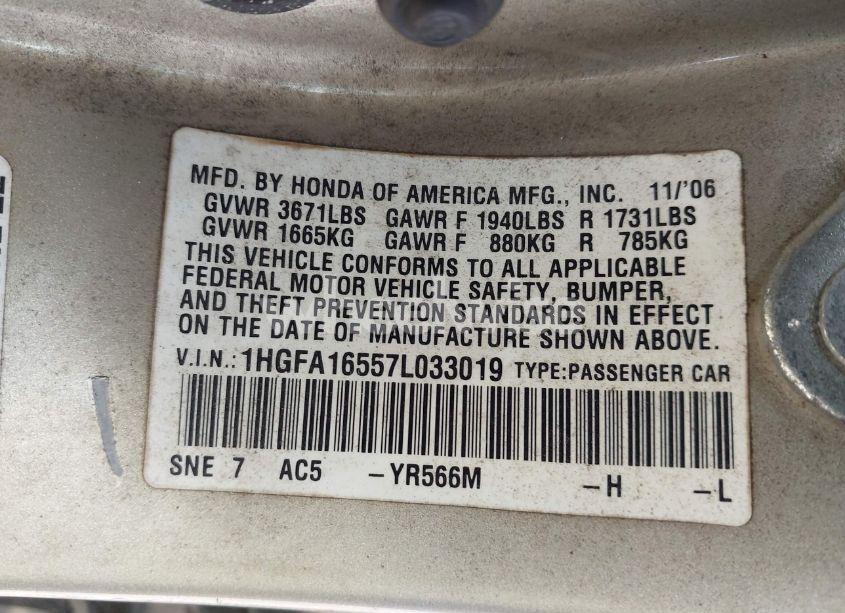 MFD. BY HONDA OF AMERICA MFG., INC. 11/'06
GVWR 3671LBS GAWR F 1940LBS R 1731LBS
GVWR 1665KG GAWR F 880KG R 785KG
THIS VEHICLE CONFORMS TO ALL APPLICABLE
FEDERAL MOTOR VEHICLE SAFETY, BUMPER,
AND THEFT PREVENTION STANDARDS IN EFFECT
ON THE DATE OF MANUFACTURE SHOWN ABOVE.
V.I.N.: 1HGFA16557L033019 TYPE:PASSENGER CAR
SNE 7 AC5 -YR566M -H -L